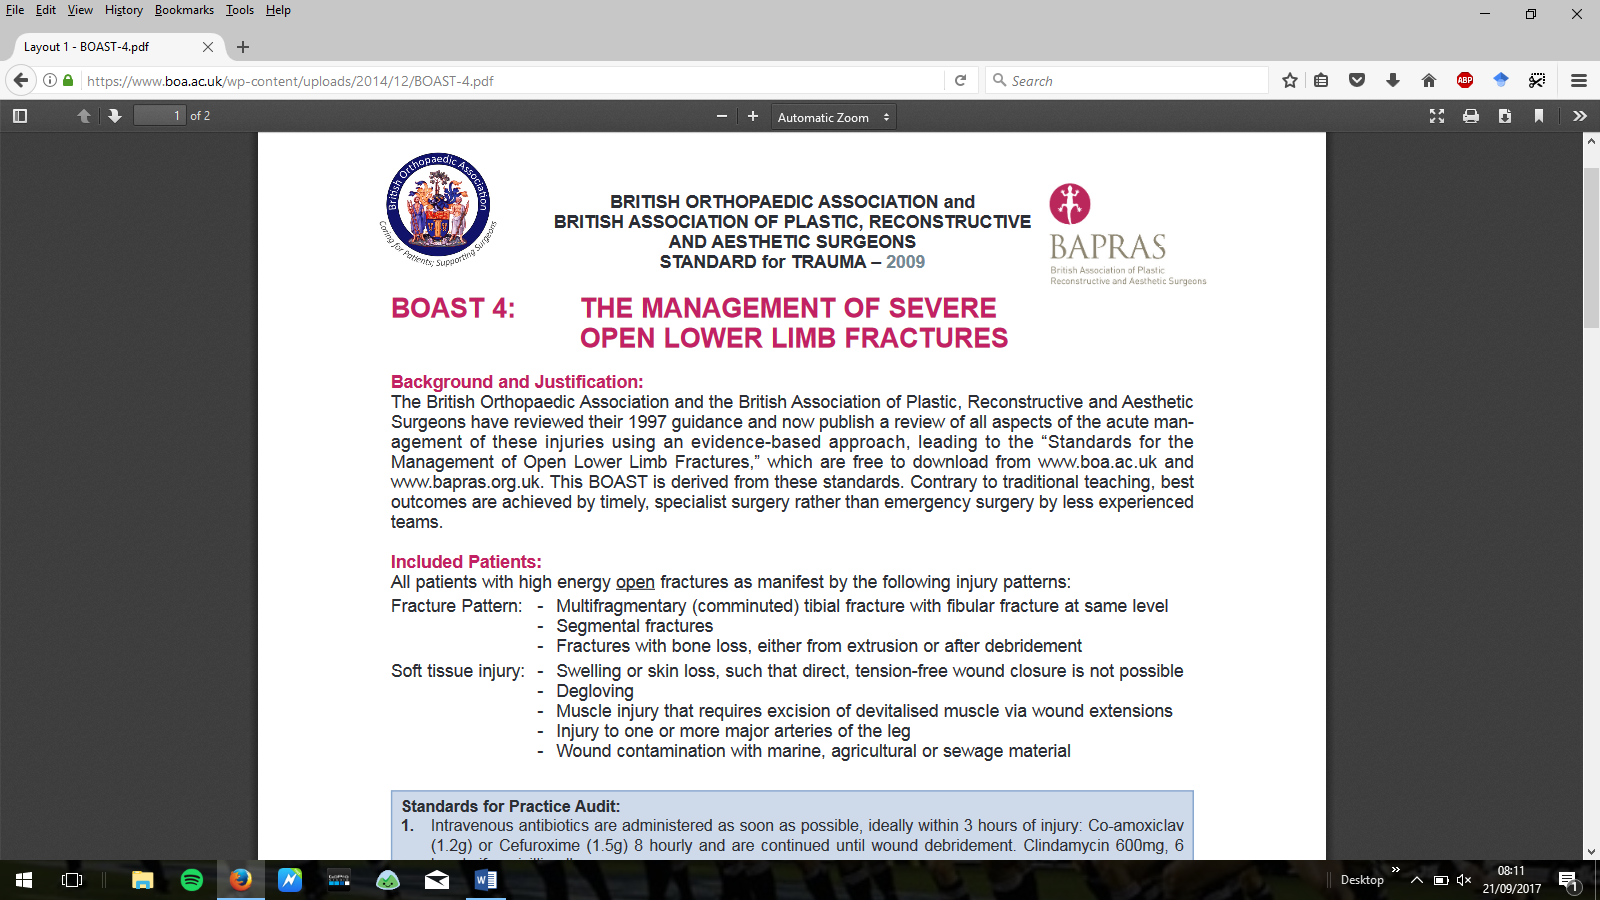 File Edit View History Bookmarks Tools Help
Layout 1 - BOAST-4.pdf
https://www.boa.ac.uk/wp-content/uploads/2014/12/BOAST-4.pdf
Search
ABP
1 of 2
Automatic Zoom
British Orthopaedic Association
Caring for Patients; Supporting Surgeons
BRITISH ORTHOPAEDIC ASSOCIATION and
BRITISH ASSOCIATION OF PLASTIC, RECONSTRUCTIVE
AND AESTHETIC SURGEONS
STANDARD for TRAUMA – 2009
BAPRAS
British Association of Plastic
Reconstructive and Aesthetic Surgeons
BOAST 4: THE MANAGEMENT OF SEVERE
OPEN LOWER LIMB FRACTURES
Background and Justification:
The British Orthopaedic Association and the British Association of Plastic, Reconstructive and Aesthetic
Surgeons have reviewed their 1997 guidance and now publish a review of all aspects of the acute man-
agement of these injuries using an evidence-based approach, leading to the “Standards for the
Management of Open Lower Limb Fractures,” which are free to download from www.boa.ac.uk and
www.bapras.org.uk. This BOAST is derived from these standards. Contrary to traditional teaching, best
outcomes are achieved by timely, specialist surgery rather than emergency surgery by less experienced
teams.
Included Patients:
All patients with high energy open fractures as manifest by the following injury patterns:
Fracture Pattern: - Multifragmentary (comminuted) tibial fracture with fibular fracture at same level
- Segmental fractures
- Fractures with bone loss, either from extrusion or after debridement
Soft tissue injury: - Swelling or skin loss, such that direct, tension-free wound closure is not possible
- Degloving
- Muscle injury that requires excision of devitalised muscle via wound extensions
- Injury to one or more major arteries of the leg
- Wound contamination with marine, agricultural or sewage material
Standards for Practice Audit:
1. Intravenous antibiotics are administered as soon as possible, ideally within 3 hours of injury: Co-amoxiclav
(1.2g) or Cefuroxime (1.5g) 8 hourly and are continued until wound debridement. Clindamycin 600mg, 6
Desktop
08:11
21/09/2017
1